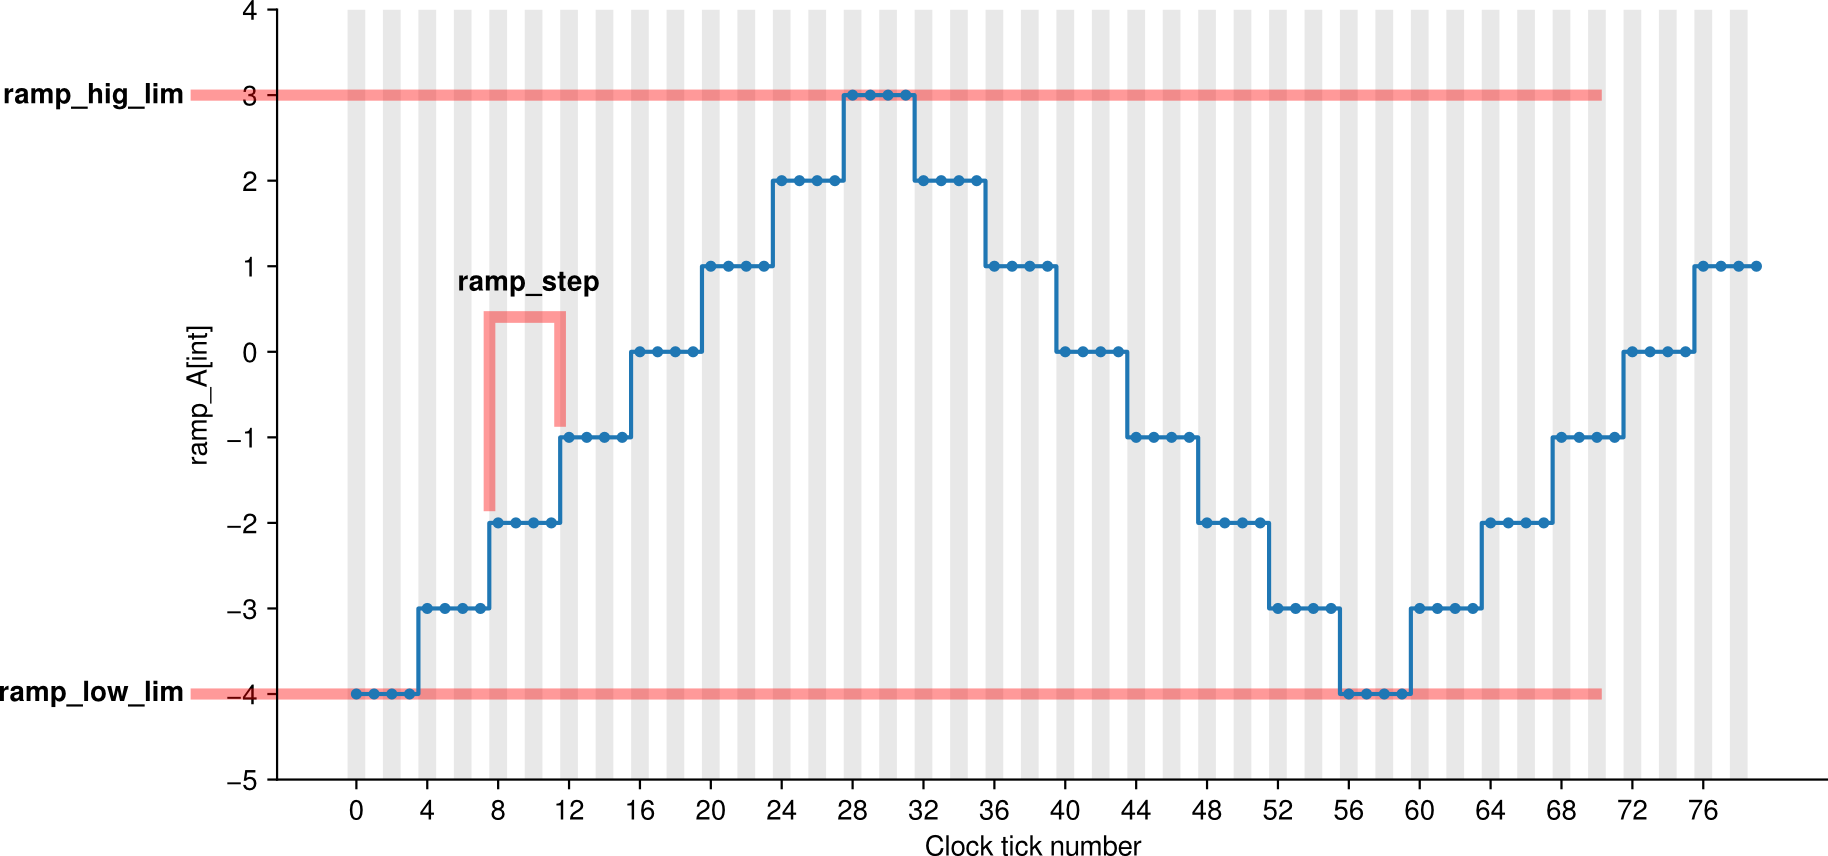 4
ramp_hig_lim
3
2
1
ramp_step
0
ramp_A[int]
−1
−2
−3
ramp_low_lim
−4
−5
0 4 8 12 16 20 24 28 32 36 40 44 48 52 56 60 64 68 72 76
Clock tick number